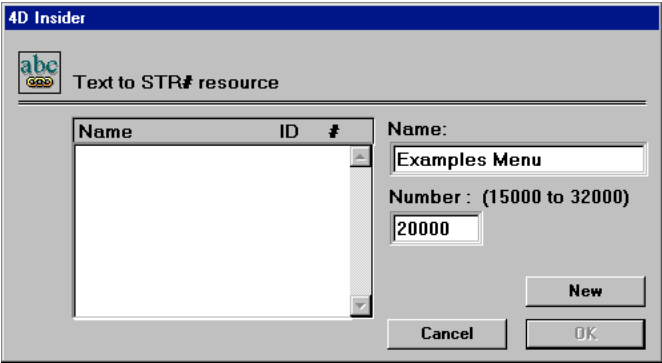 4D Insider
abc
Text to STR# resource
Name ID #
Name:
Examples Menu
Number : (15000 to 32000)
20000
New
Cancel OK